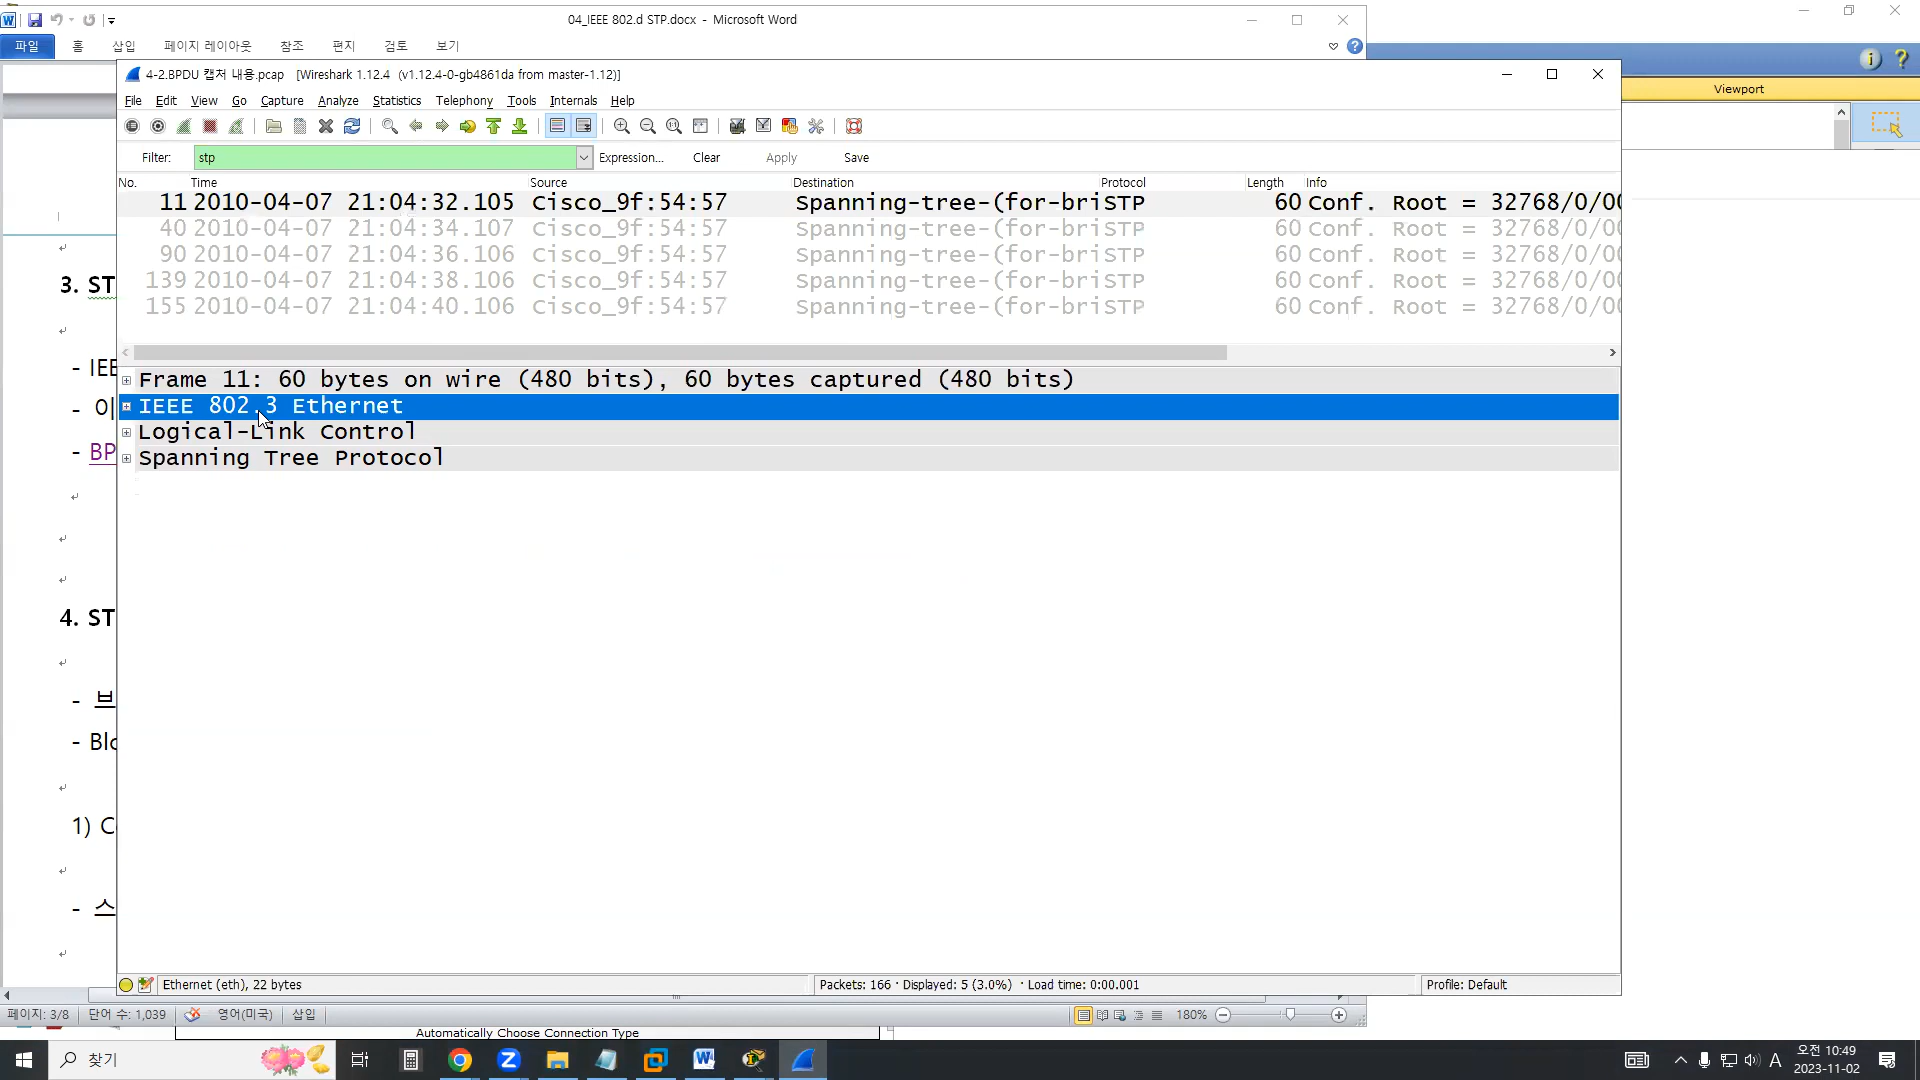 04_IEEE 802.d STP.docx - Microsoft Word
파일 홈 삽입 페이지 레이아웃 참조 편지 검토 보기
Viewport
4-2.BPDU 캡처 내용.pcap [Wireshark 1.12.4 (v1.12.4-0-gb4861da from master-1.12)]
File Edit View Go Capture Analyze Statistics Telephony Tools Internals Help
Filter: stp Expression... Clear Apply Save
No. Time Source Destination Protocol Length Info
11 2010-04-07 21:04:32.105 Cisco_9f:54:57 Spanning-tree-(for-bri STP 60 Conf. Root = 32768/0/00
40 2010-04-07 21:04:34.107 Cisco_9f:54:57 Spanning-tree-(for-bri STP 60 Conf. Root = 32768/0/00
90 2010-04-07 21:04:36.106 Cisco_9f:54:57 Spanning-tree-(for-bri STP 60 Conf. Root = 32768/0/00
139 2010-04-07 21:04:38.106 Cisco_9f:54:57 Spanning-tree-(for-bri STP 60 Conf. Root = 32768/0/00
155 2010-04-07 21:04:40.106 Cisco_9f:54:57 Spanning-tree-(for-bri STP 60 Conf. Root = 32768/0/00
Frame 11: 60 bytes on wire (480 bits), 60 bytes captured (480 bits)
IEEE 802.3 Ethernet
Logical-Link Control
Spanning Tree Protocol
3. ST
- IEE
- 이
- BP
4. ST
- 브
- Blo
1) C
- 스
Ethernet (eth), 22 bytes Packets: 166 · Displayed: 5 (3.0%) · Load time: 0:00.001 Profile: Default
페이지: 3/8 단어 수: 1,039 영어(미국) 삽입 180%
Automatically Choose Connection Type
찾기 A 오전 10:49
2023-11-02